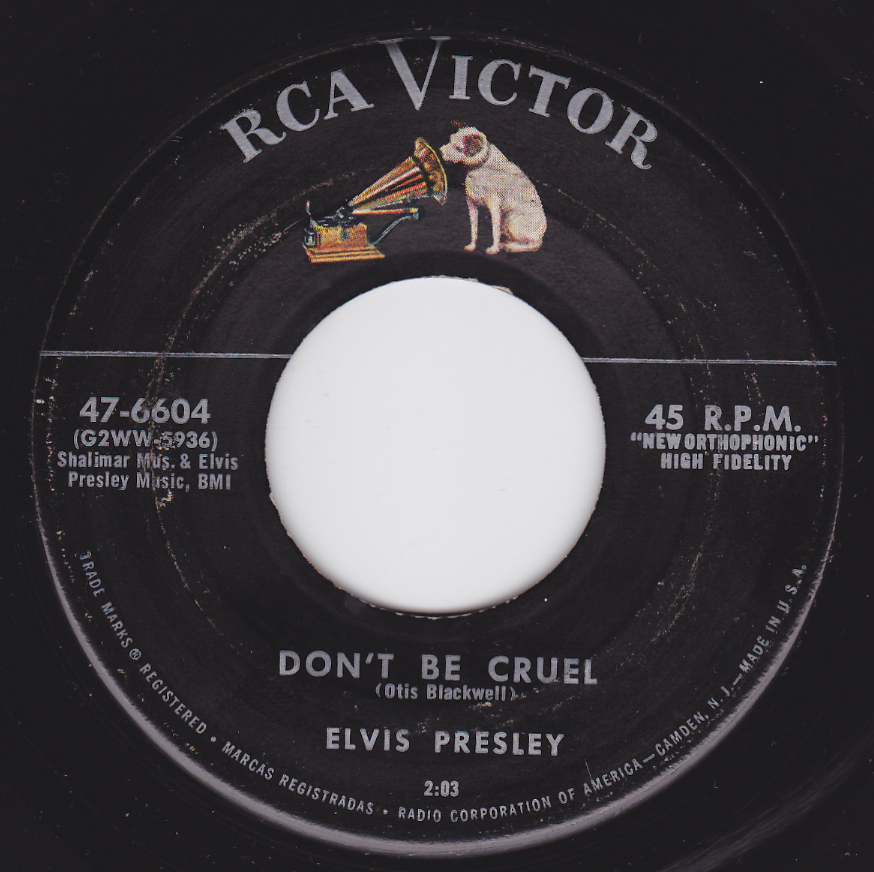 RCA VICTOR
47-6604
(G2WW-5936)
Shalimar Mus. & Elvis
Presley Music, BMI
45 R.P.M.
"NEW ORTHOPHONIC"
HIGH FIDELITY
DON'T BE CRUEL
(Otis Blackwell)
ELVIS PRESLEY
2:03
TRADE MARKS ® REGISTERED • MARCAS REGISTRADAS • RADIO CORPORATION OF AMERICA—CAMDEN, N. J.—MADE IN U. S. A.